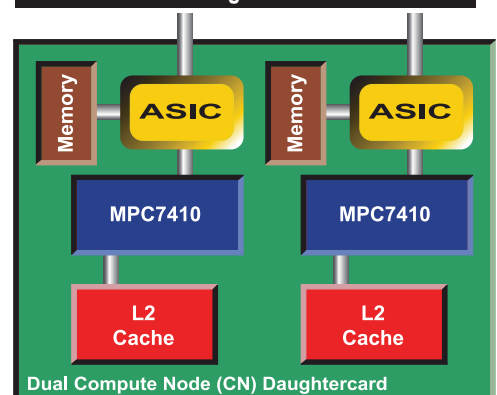 Memory
ASIC
Memory
ASIC
MPC7410
MPC7410
L2
Cache
L2
Cache
Dual Compute Node (CN) Daughtercard